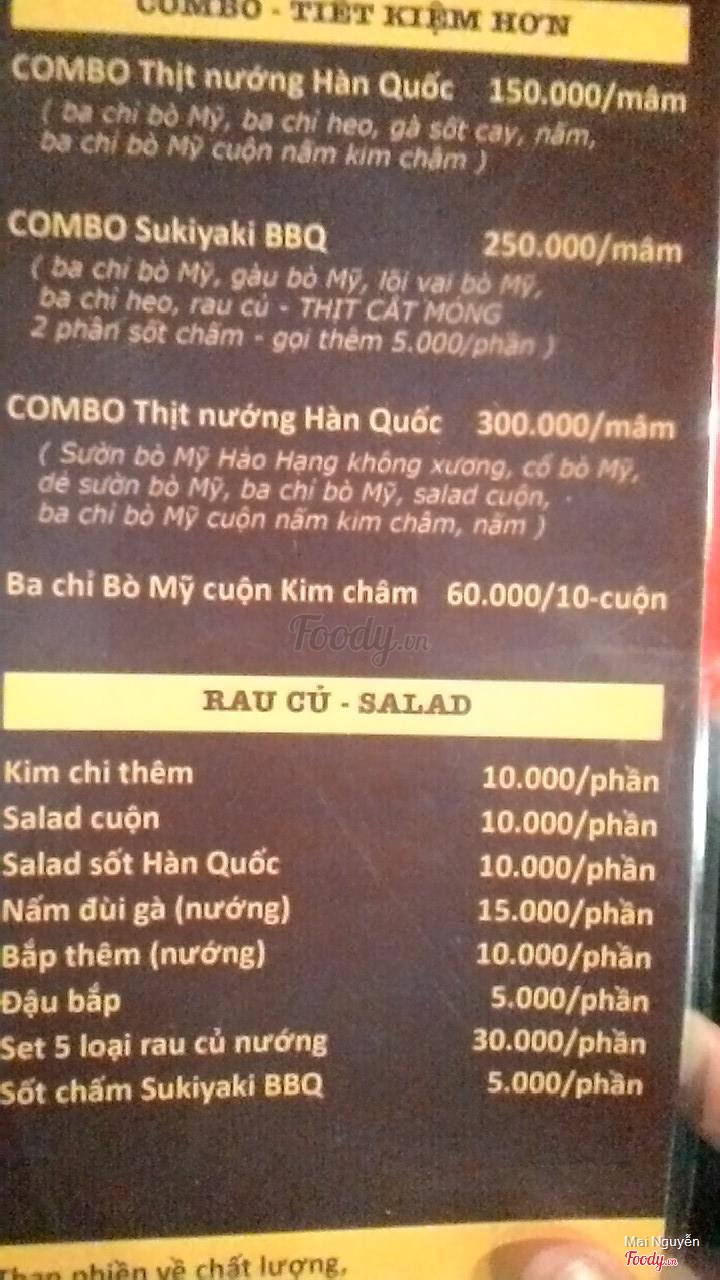 COMBO - TIẾT KIỆM HƠN
COMBO Thịt nướng Hàn Quốc 150.000/mâm
( ba chỉ bò Mỹ, ba chỉ heo, gà sốt cay, nấm,
ba chỉ bò Mỹ cuộn nấm kim châm )
COMBO Sukiyaki BBQ 250.000/mâm
( ba chỉ bò Mỹ, gàu bò Mỹ, lõi vai bò Mỹ,
ba chỉ heo, rau củ - THỊT CẮT MỎNG
2 phần sốt chấm - gọi thêm 5.000/phần )
COMBO Thịt nướng Hàn Quốc 300.000/mâm
( Sườn bò Mỹ Hảo Hạng không xương, cổ bò Mỹ,
dẻ sườn bò Mỹ, ba chỉ bò Mỹ, salad cuộn,
ba chỉ bò Mỹ cuộn nấm kim châm, nấm )
Ba chỉ Bò Mỹ cuộn Kim châm 60.000/10-cuộn
Foody.vn
RAU CỦ - SALAD
Kim chi thêm 10.000/phần
Salad cuộn 10.000/phần
Salad sốt Hàn Quốc 10.000/phần
Nấm đùi gà (nướng) 15.000/phần
Bắp thêm (nướng) 10.000/phần
Đậu bắp 5.000/phần
Set 5 loại rau củ nướng 30.000/phần
Sốt chấm Sukiyaki BBQ 5.000/phần
Than phiền về chất lượng,
Mai Nguyễn
Foody.vn